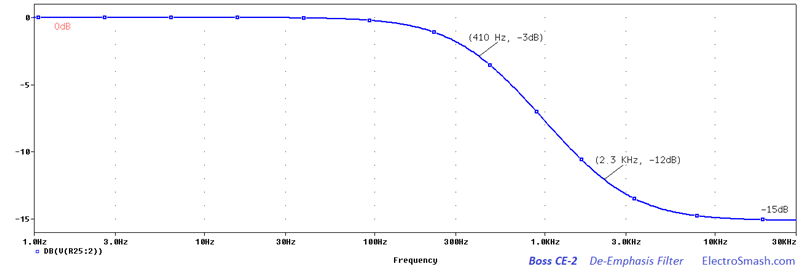 0
0dB
(410 Hz, -3dB)
-5
-10
(2.3 KHz, -12dB)
-15dB
-15
1.0Hz 3.0Hz 10Hz 30Hz 100Hz 300Hz 1.0KHz 3.0KHz 10KHz 30KHz
DB(V(R25:2))
Frequency
Boss CE-2 De-Emphasis Filter ElectroSmash.com